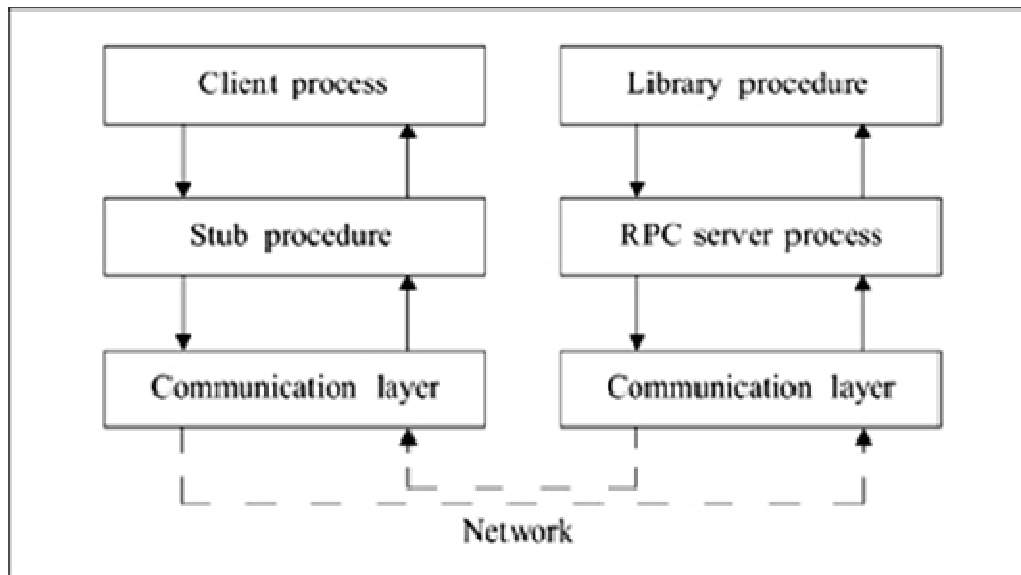 Client process
Library procedure
Stub procedure
RPC server process
Communication layer
Communication layer
Network